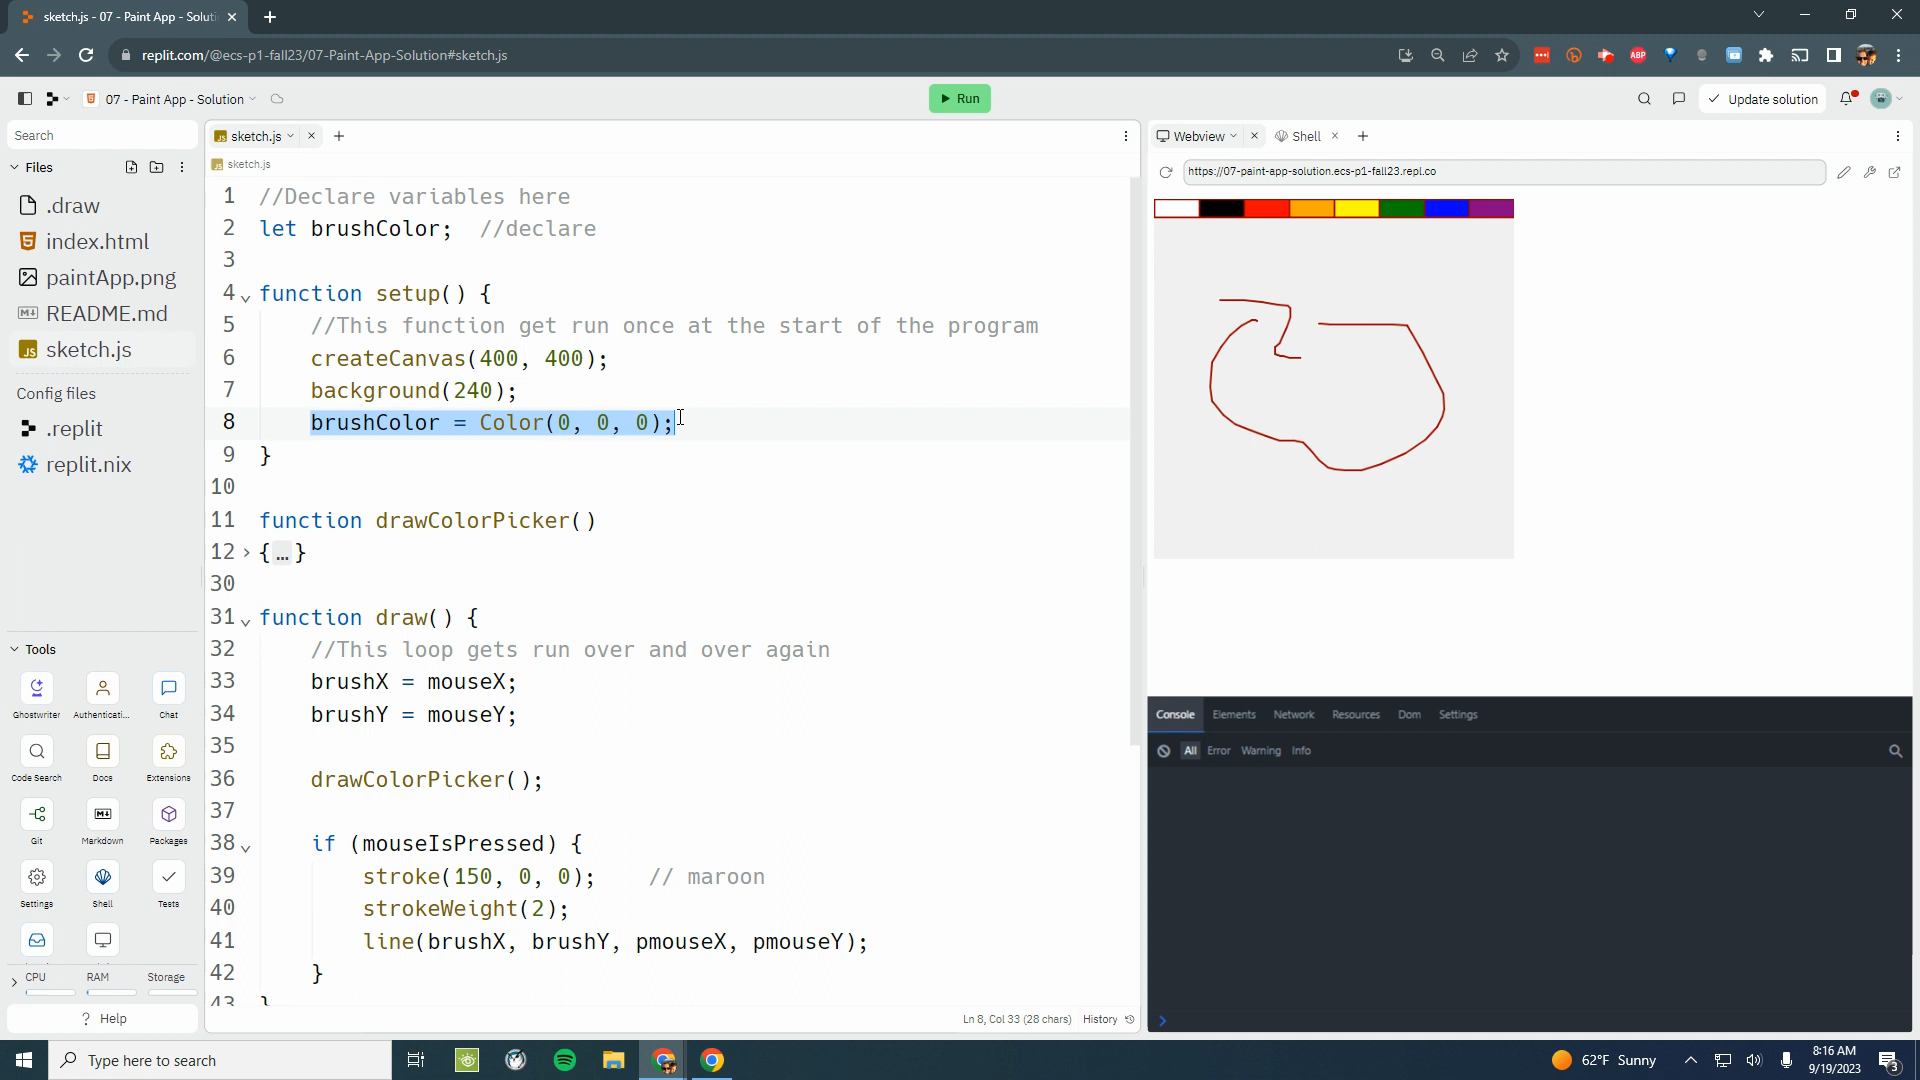 sketch.js - 07 - Paint App - Soluti
replit.com/@ecs-p1-fall23/07-Paint-App-Solution#sketch.js
ABP
07 - Paint App - Solution
Run
Update solution
Search
Files
.draw
index.html
paintApp.png
README.md
sketch.js
Config files
.replit
replit.nix
Tools
Ghostwriter
Authenticati...
Chat
Code Search
Docs
Extensions
Git
Markdown
Packages
Settings
Shell
Tests
CPU
RAM
Storage
? Help
sketch.js
sketch.js
1 //Declare variables here
2 let brushColor; //declare
3
4 function setup() {
5 //This function get run once at the start of the program
6 createCanvas(400, 400);
7 background(240);
8 brushColor = Color(0, 0, 0);
9 }
10
11 function drawColorPicker()
12 {…}
30
31 function draw() {
32 //This loop gets run over and over again
33 brushX = mouseX;
34 brushY = mouseY;
35
36 drawColorPicker();
37
38 if (mouseIsPressed) {
39 stroke(150, 0, 0); // maroon
40 strokeWeight(2);
41 line(brushX, brushY, pmouseX, pmouseY);
42 }
43 }
Ln 8, Col 33 (28 chars) History
Webview
Shell
https://07-paint-app-solution.ecs-p1-fall23.repl.co
Console Elements Network Resources Dom Settings
All Error Warning Info
Type here to search
62°F Sunny
8:16 AM
9/19/2023
3